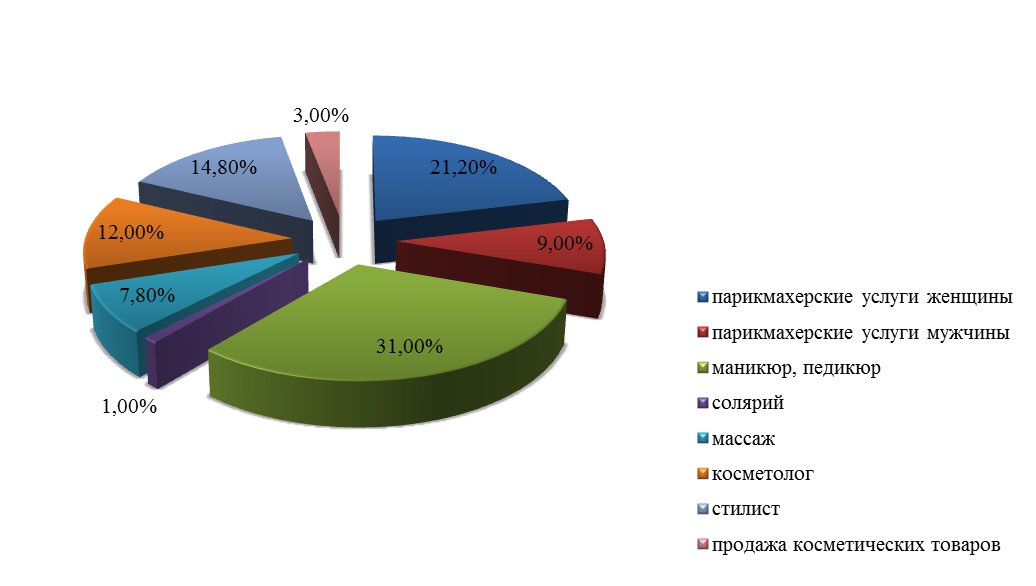 3,00%
14,80%
21,20%
12,00%
9,00%
7,80%
31,00%
1,00%
парикмахерские услуги женщины
парикмахерские услуги мужчины
маникюр, педикюр
солярий
массаж
косметолог
стилист
продажа косметических товаров